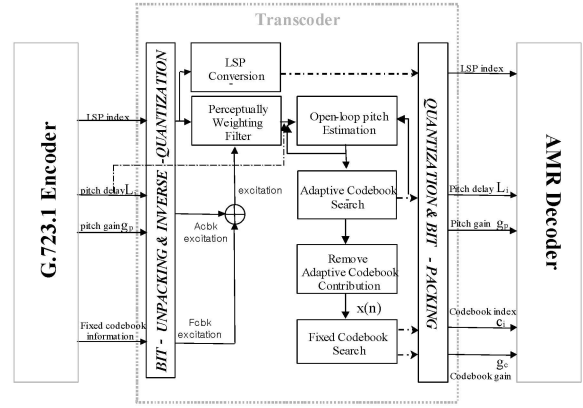 Transcoder
G.723.1 Encoder
LSP index
pitch delay Li
pitch gain gp
Fixed codebook
information
BIT - UNPACKING & INVERSE -QUANTIZATION
LSP
Conversion
Perceptually
Weighting
Filter
excitation
Acbk
excitation
Fcbk
excitation
Open-loop pitch
Estimation
Adaptive Codebook
Search
Remove
Adaptive Codebook
Contribution
x(n)
Fixed Codebook
Search
QUANTIZATION & BIT - PACKING
LSP index
Pitch delay Li
Pitch gain gp
Codebook index
ci
gc
Codebook gain
AMR Decoder